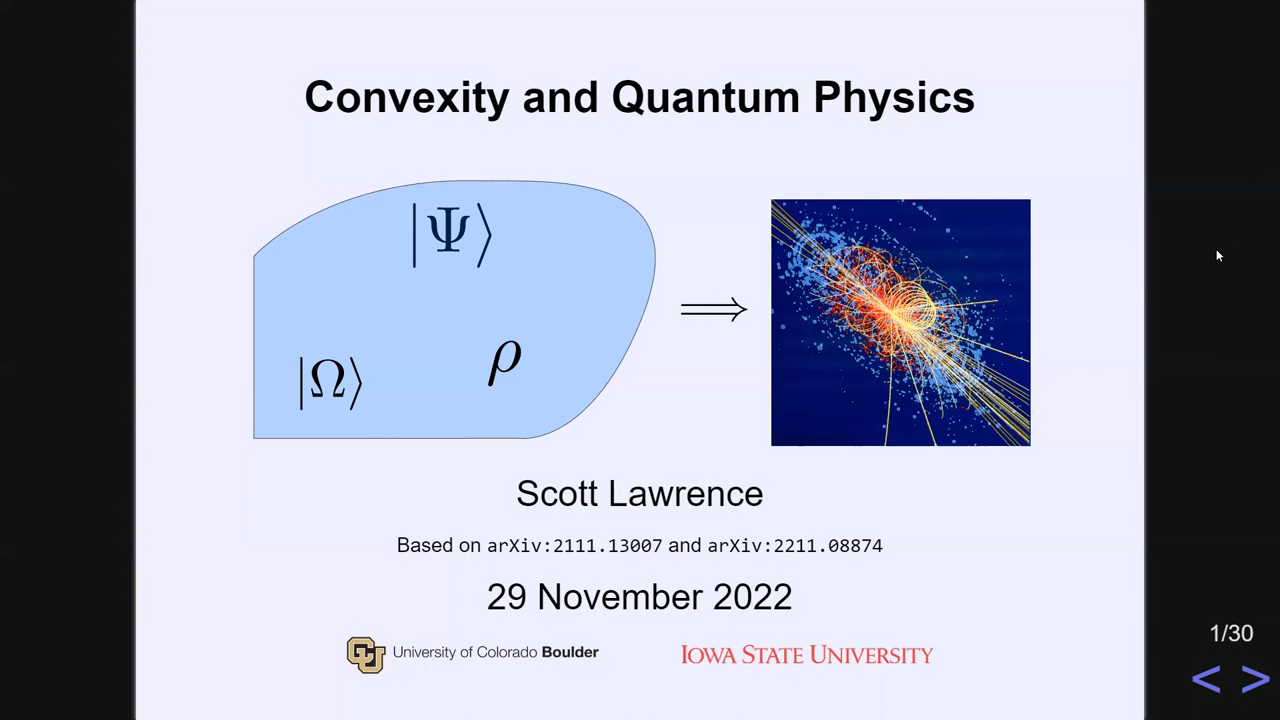 Convexity and Quantum Physics
|Ψ⟩
|Ω⟩
ρ
⟹
Scott Lawrence
Based on arXiv:2111.13007 and arXiv:2211.08874
29 November 2022
CU University of Colorado Boulder
IOWA STATE UNIVERSITY
1/30
< >